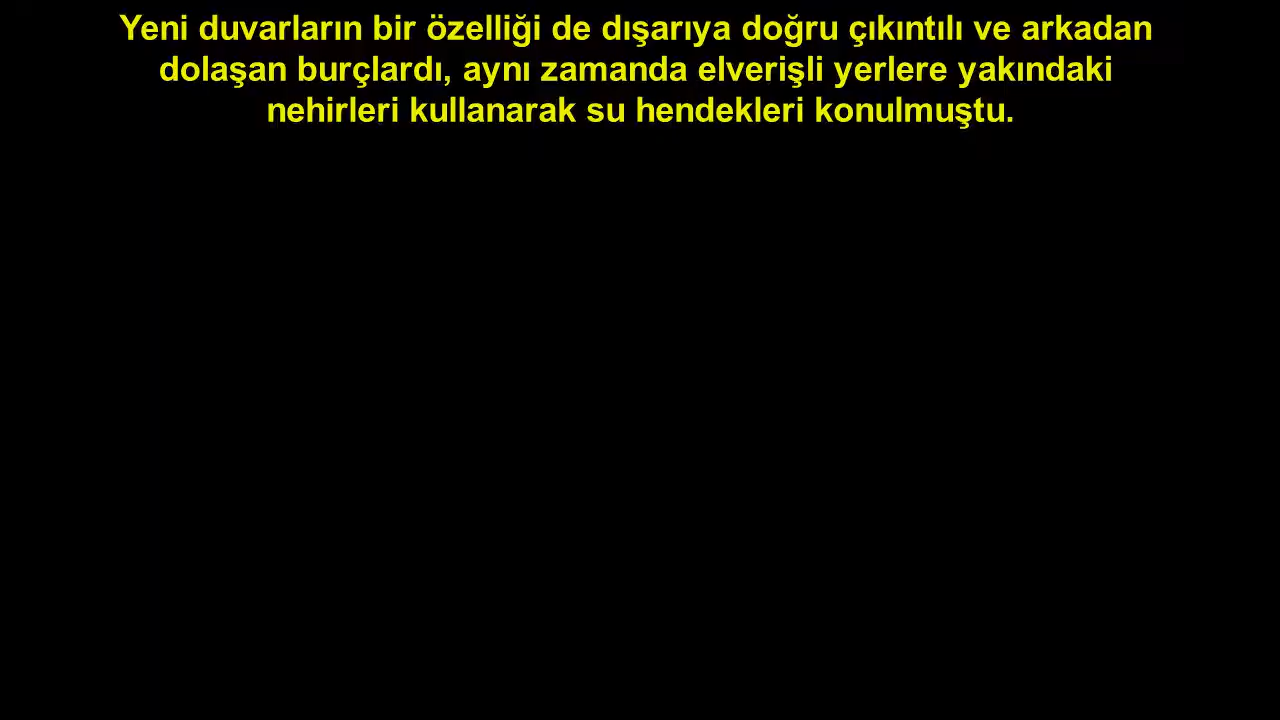 Yeni duvarların bir özelliği de dışarıya doğru çıkıntılı ve arkadan
dolaşan burçlardı, aynı zamanda elverişli yerlere yakındaki
nehirleri kullanarak su hendekleri konulmuştu.